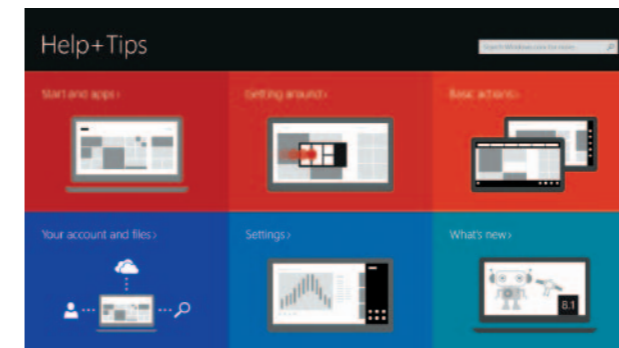 Help+Tips
Start and apps›
Getting around›
Basic actions›
Your account and files›
Settings›
What's new›
8.1